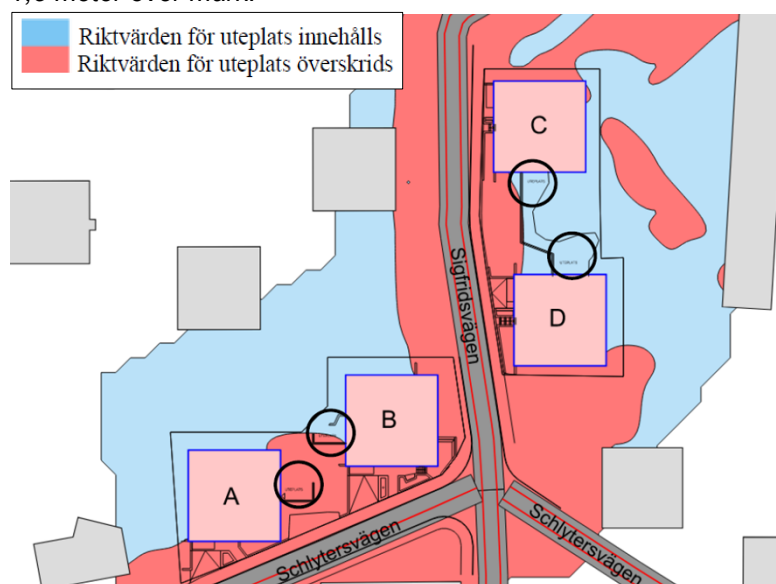 Riktvärden för uteplats innehålls
Riktvärden för uteplats överskrids
C
Sigfridsvägen
D
B
A
Schlytersvägen
Schlytersvägen